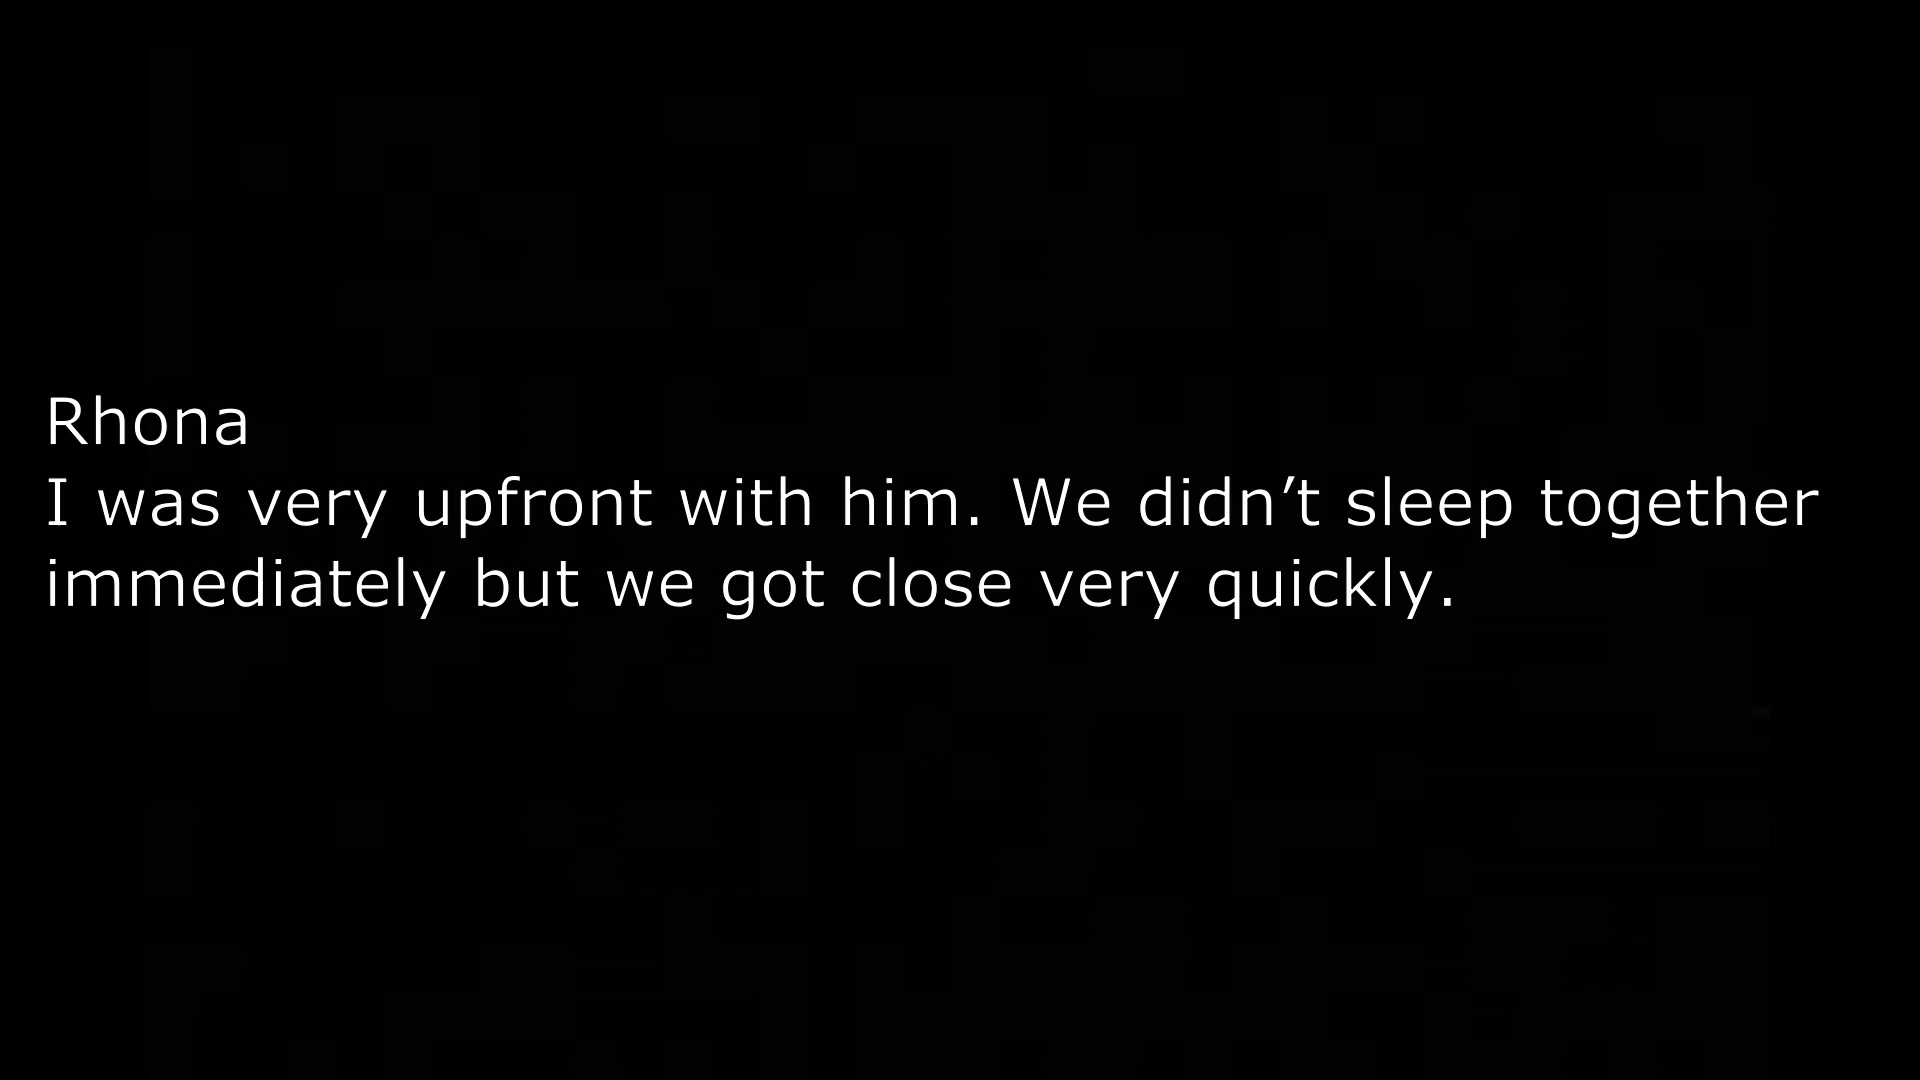 Rhona
I was very upfront with him. We didn’t sleep together
immediately but we got close very quickly.